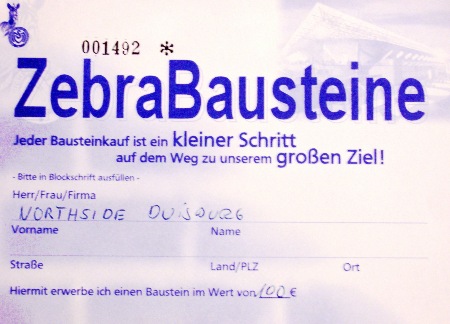 001492 *
ZebraBausteine
Jeder Bausteinkauf ist ein kleiner Schritt
auf dem Weg zu unserem großen Ziel!
- Bitte in Blockschrift ausfüllen -
Herr/Frau/Firma
NORTHSIDE DUISBURG
Vorname Name
Straße Land/PLZ Ort
Hiermit erwerbe ich einen Baustein im Wert von 100 €